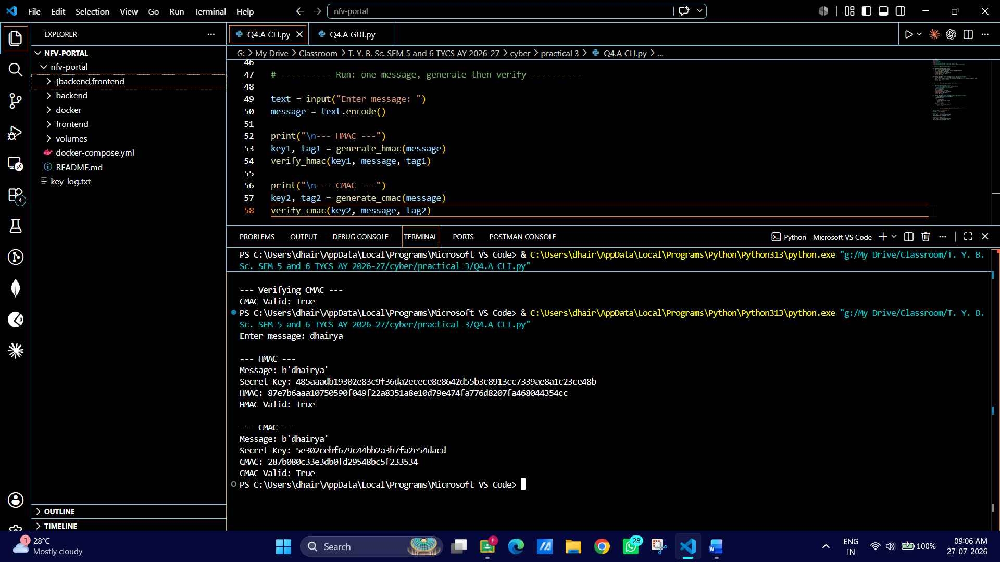 File Edit Selection View Go Run Terminal Help
nfv-portal
EXPLORER
NFV-PORTAL
nfv-portal
{backend,frontend
backend
docker
frontend
volumes
docker-compose.yml
README.md
key_log.txt
4
OUTLINE
TIMELINE
Q4.A CLI.py
Q4.A GUI.py
G: > My Drive > Classroom > T. Y. B. Sc. SEM 5 and 6 TYCS AY 2026-27 > cyber > practical 3 > Q4.A CLI.py > ...
46
47 # ---------- Run: one message, generate then verify ----------
48
49 text = input("Enter message: ")
50 message = text.encode()
51
52 print("\n--- HMAC ---")
53 key1, tag1 = generate_hmac(message)
54 verify_hmac(key1, message, tag1)
55
56 print("\n--- CMAC ---")
57 key2, tag2 = generate_cmac(message)
58 verify_cmac(key2, message, tag2)
PROBLEMS OUTPUT DEBUG CONSOLE TERMINAL PORTS POSTMAN CONSOLE
Python - Microsoft VS Code
PS C:\Users\dhair\AppData\Local\Programs\Microsoft VS Code> & C:\Users\dhair\AppData\Local\Programs\Python\Python313\python.exe "g:/My Drive/Classroom/T. Y. B.
Sc. SEM 5 and 6 TYCS AY 2026-27/cyber/practical 3/Q4.A CLI.py"
--- Verifying CMAC ---
CMAC Valid: True
PS C:\Users\dhair\AppData\Local\Programs\Microsoft VS Code> & C:\Users\dhair\AppData\Local\Programs\Python\Python313\python.exe "g:/My Drive/Classroom/T. Y. B.
Sc. SEM 5 and 6 TYCS AY 2026-27/cyber/practical 3/Q4.A CLI.py"
Enter message: dhairya
--- HMAC ---
Message: b'dhairya'
Secret Key: 485aaadb19302e83c9f36da2ecece8e8642d55b3c8913cc7339ae8a1c23ce48b
HMAC: 87e7b6aaa10750590f049f22a8351a8e10d79e474fa776d8207fa468044354cc
HMAC Valid: True
--- CMAC ---
Message: b'dhairya'
Secret Key: 5e302cebf679c44bb2a3b7fa2e54dacd
CMAC: 287b080c33e3db0fd29548bc5f233534
CMAC Valid: True
PS C:\Users\dhair\AppData\Local\Programs\Microsoft VS Code>
1
28°C
Mostly cloudy
Search
F
28
ENG
IN
100%
09:06 AM
27-07-2026